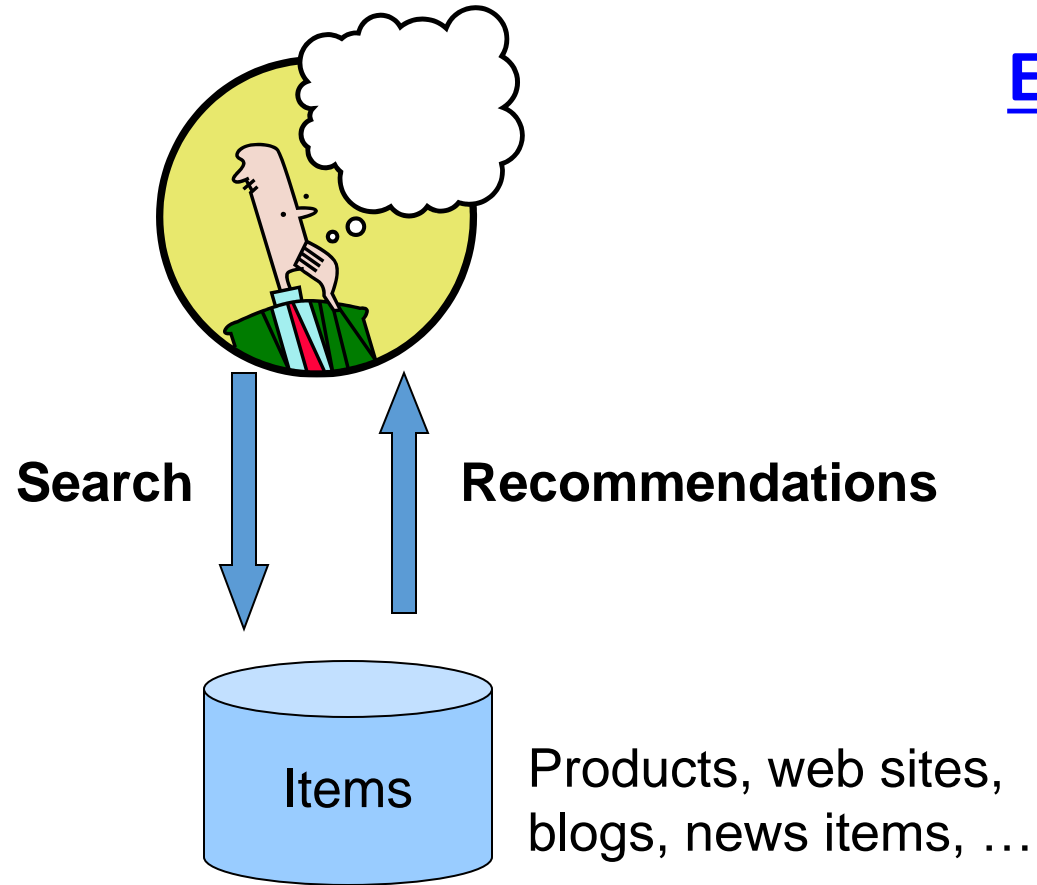 E
Search
Recommendations
Items
Products, web sites,
blogs, news items, …